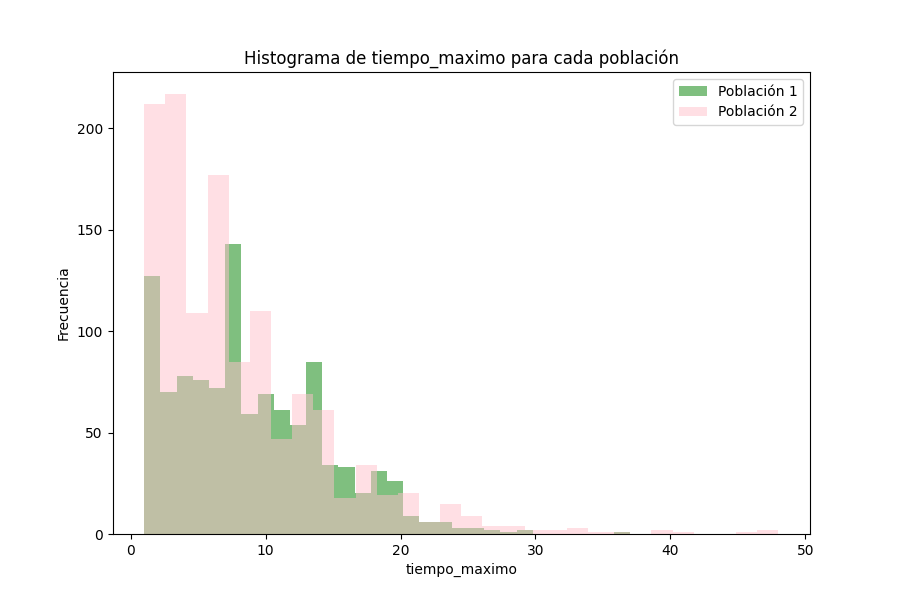 Histograma de tiempo_maximo para cada población
Población 1
Población 2
200
150
100
50
0
Frecuencia
0 10 20 30 40 50
tiempo_maximo